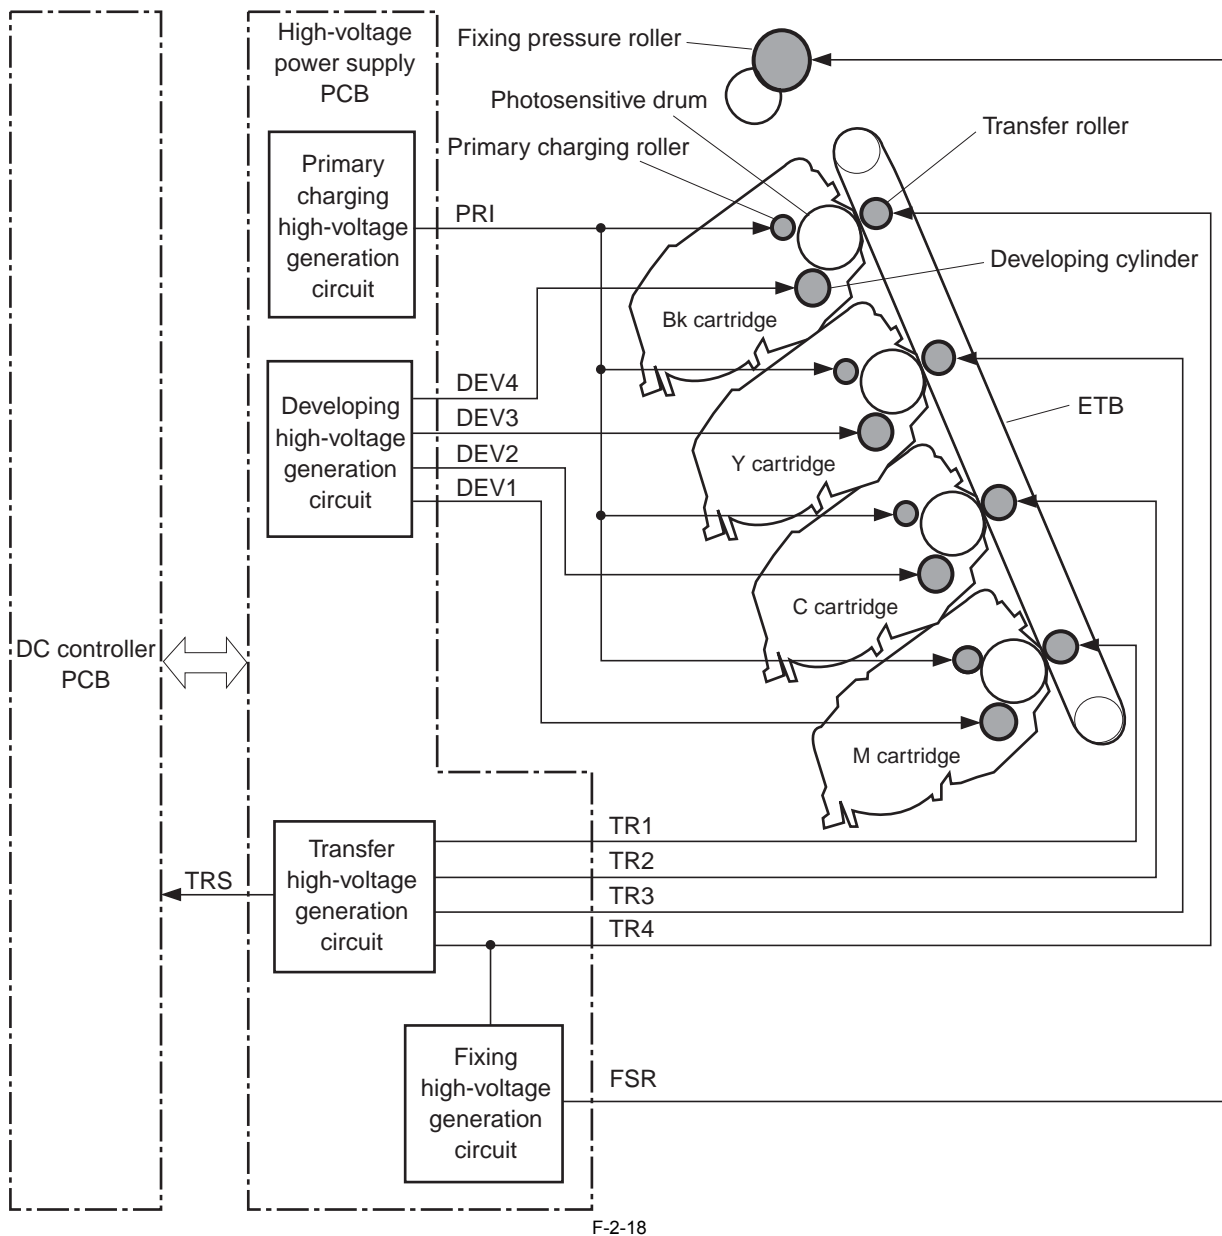 High-voltage
power supply
PCB
Fixing pressure roller
Photosensitive drum
Primary charging roller
Transfer roller
Primary
charging
high-voltage
generation
circuit
PRI
Developing cylinder
Bk cartridge
Developing
high-voltage
generation
circuit
DEV4
DEV3
DEV2
DEV1
ETB
Y cartridge
C cartridge
DC controller
PCB
M cartridge
Transfer
high-voltage
generation
circuit
TRS
TR1
TR2
TR3
TR4
Fixing
high-voltage
generation
circuit
FSR
F-2-18